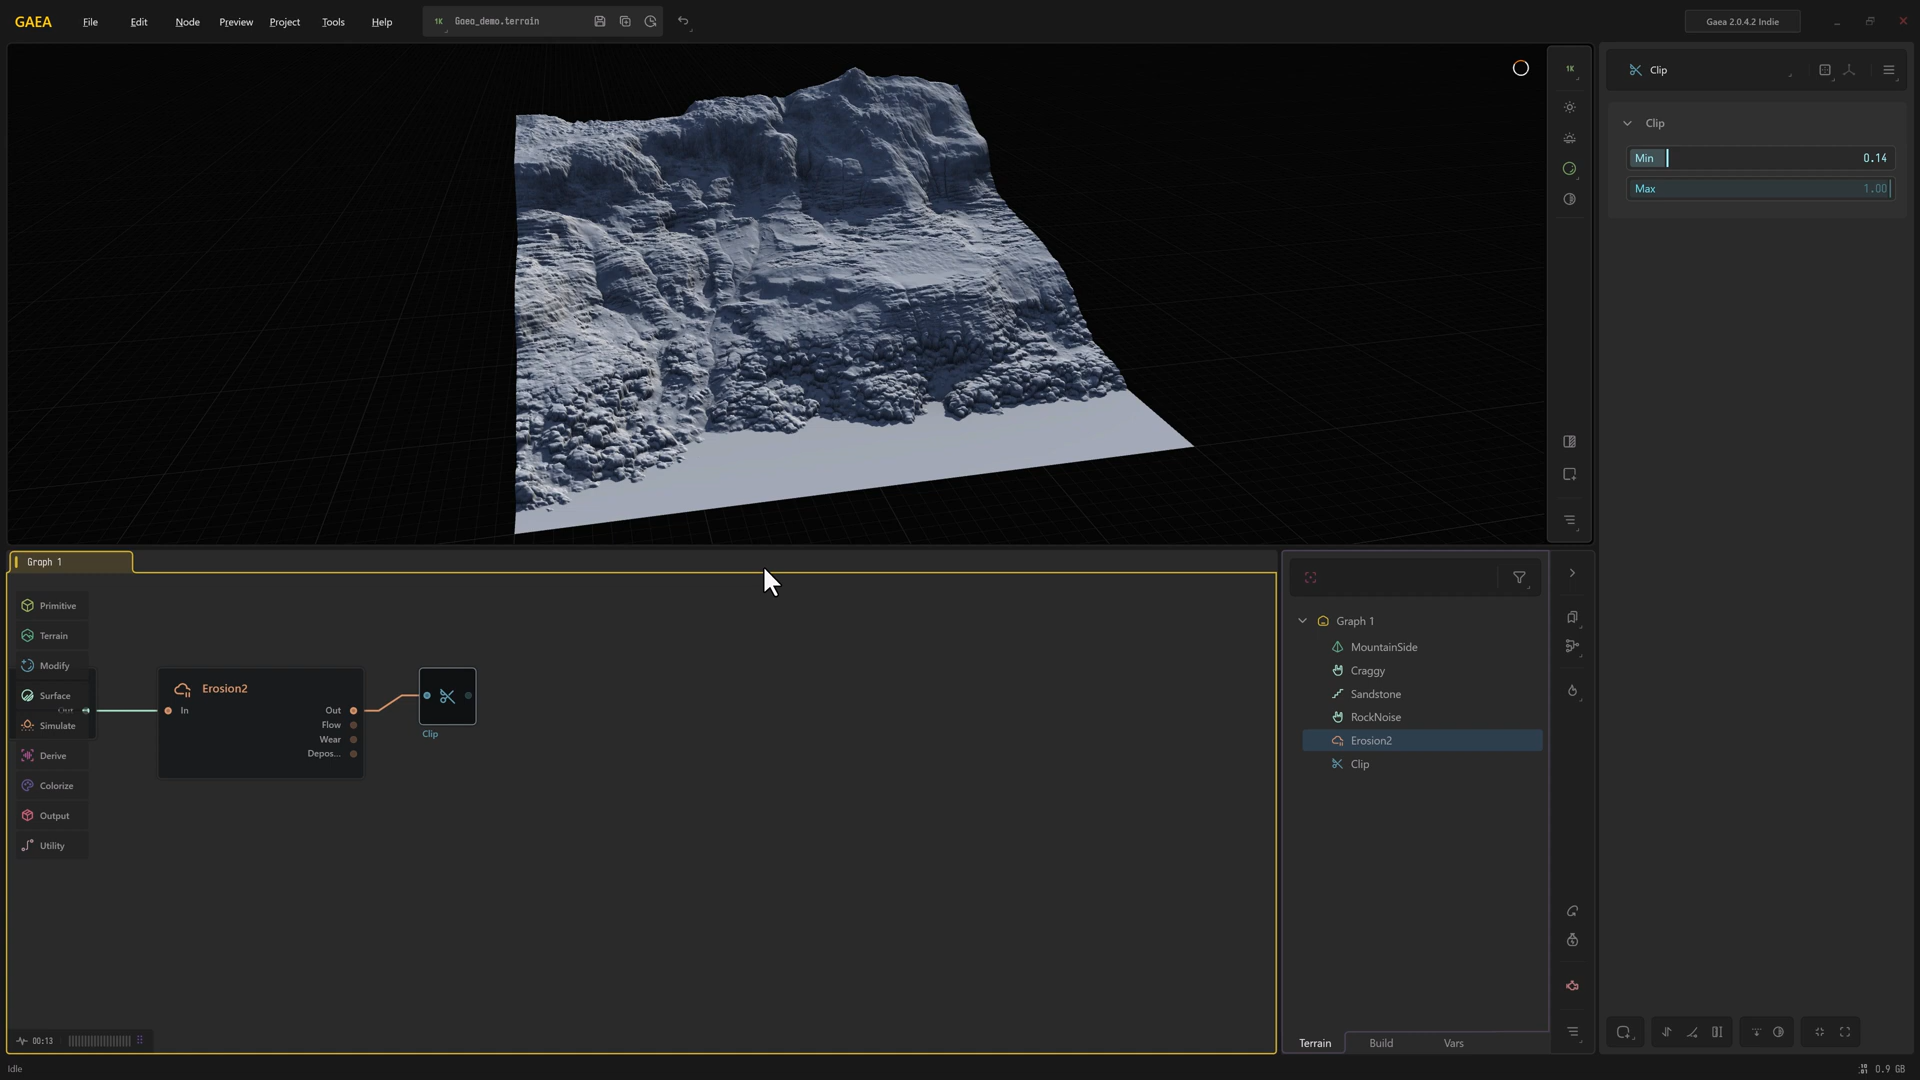 GAEA File Edit Node Preview Project Tools Help 1K Gaea_demo.terrain Gaea 2.0.4.2 Indie
1K
Clip
Clip
Min 0.14
Max 1.00
Graph 1
Primitive
Terrain
Modify
Surface
Simulate
Derive
Colorize
Output
Utility
Erosion2
In Out
Flow
Wear
Depos...
Clip
Graph 1
MountainSide
Craggy
Sandstone
RockNoise
Erosion2
Clip
00:13
Terrain Build Vars
Idle
0.9 GB